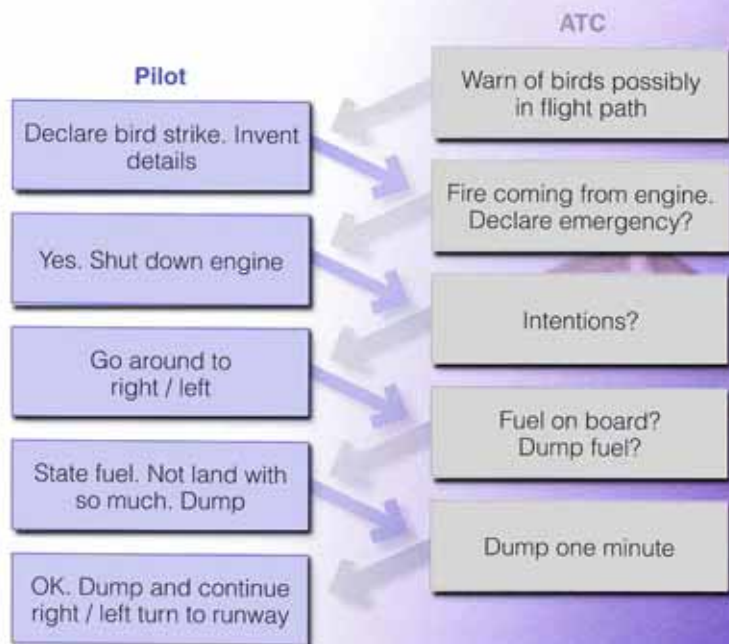 ATC
Pilot
Warn of birds possibly
in flight path
Declare bird strike. Invent
details
Fire coming from engine.
Declare emergency?
Yes. Shut down engine
Intentions?
Go around to
right / left
Fuel on board?
Dump fuel?
State fuel. Not land with
so much. Dump
Dump one minute
OK. Dump and continue
right / left turn to runway